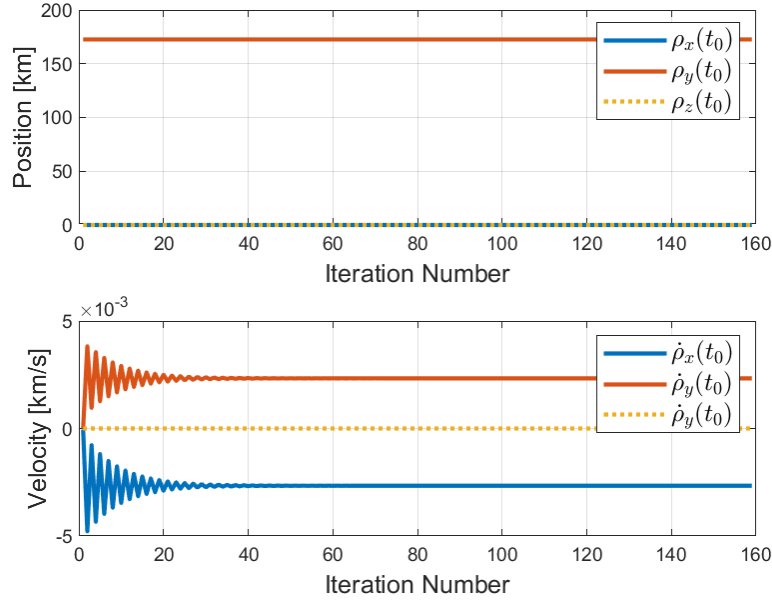 200
150
100
50
0
Position [km]
0 20 40 60 80 100 120 140 160
Iteration Number
ρₓ(t₀)
ρᵧ(t₀)
ρ_z(t₀)
×10⁻³
5
0
-5
Velocity [km/s]
0 20 40 60 80 100 120 140 160
Iteration Number
ρ̇ₓ(t₀)
ρ̇ᵧ(t₀)
ρ̇ᵧ(t₀)